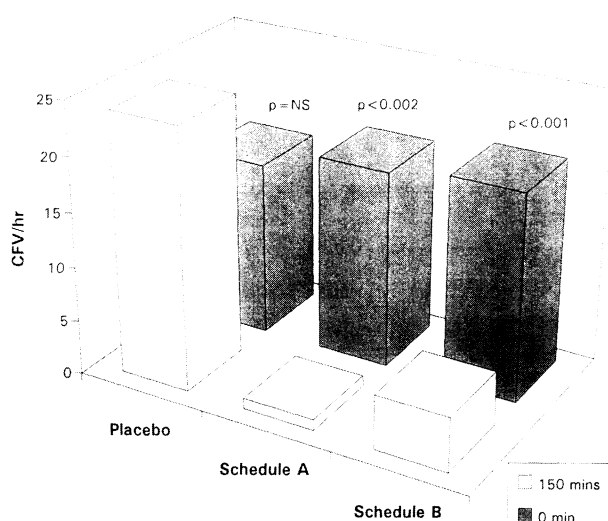 25
20
15
10
5
0
CFV/hr
p=NS
p<0.002
p<0.001
Placebo
Schedule A
Schedule B
150 mins
0 min